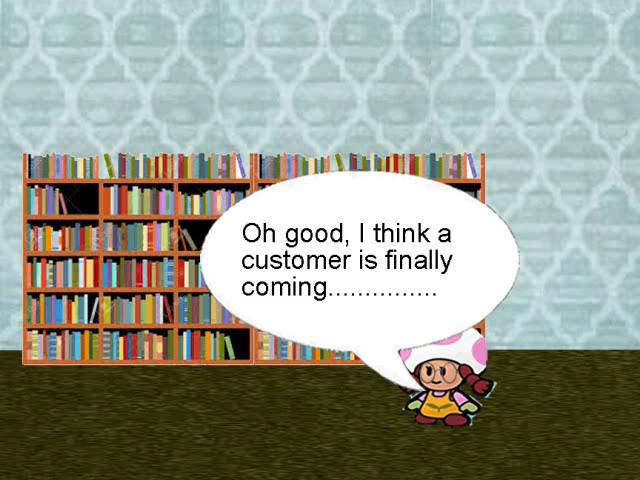 Oh good, I think a
customer is finally
coming...............